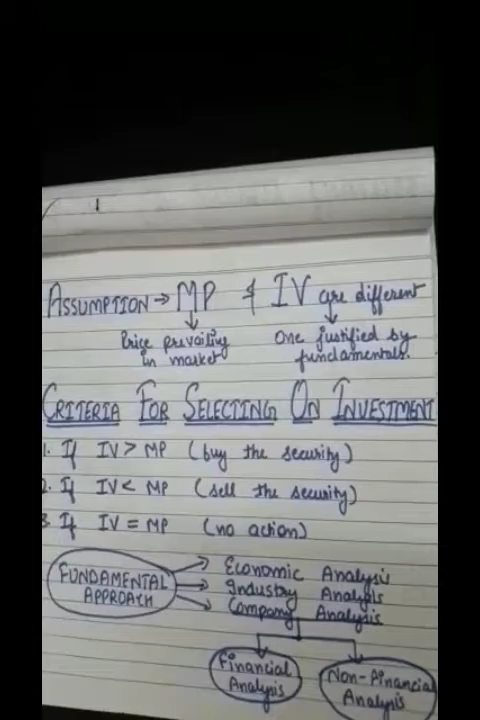 ASSUMPTION → MP & IV are different
Price prevailing in market
One justified by fundamentals.
CRITERIA FOR SELECTING ON INVESTMENT
1. If IV > MP (buy the security)
2. If IV < MP (sell the security)
3. If IV = MP (no action)
FUNDAMENTAL APPROACH
Economic Analysis
Industry Analysis
Company Analysis
Financial Analysis
Non-Financial Analysis